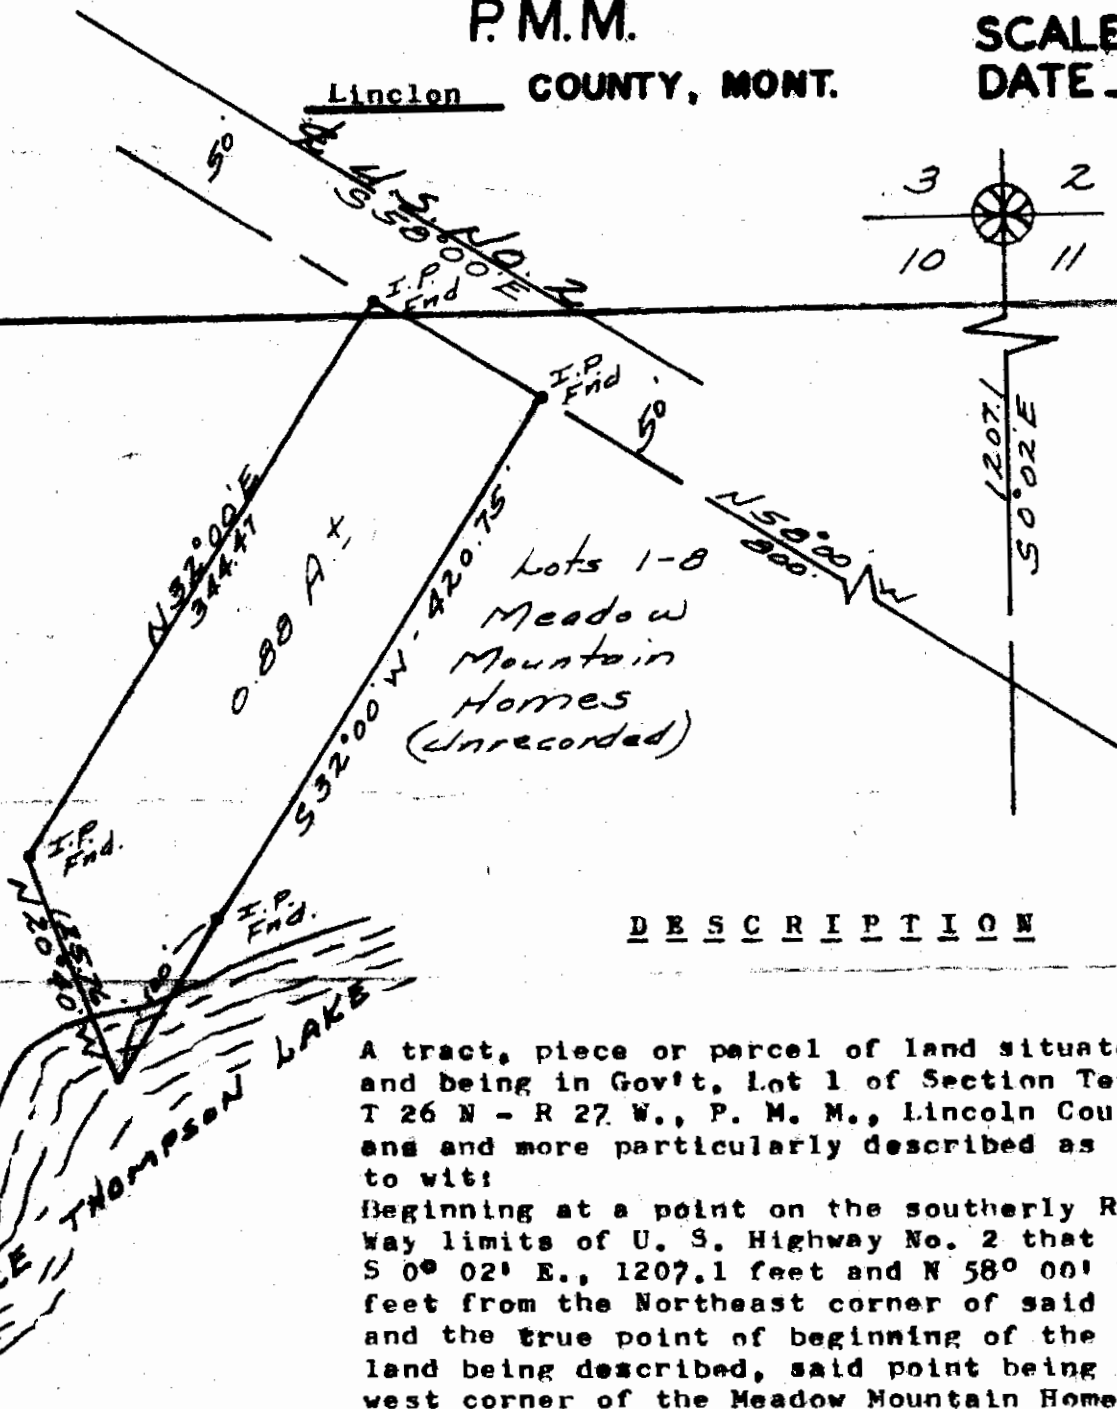 P. M. M.
Linclon COUNTY, MONT.
SCALE
DATE
50'
U.S. NO. 2
S 58° 00' E
I.P.
Fnd
3 2
10 11
1207.1
S 0° 02' E
I.P.
Fnd
50'
N 58° 00' W
800.
N 32° 00' E
344.47
0.88 A ±
S 32° 00' W - 420.75'
Lots 1-8
Meadow
Mountain
Homes
(Unrecorded)
I.P.
Fnd.
I.P.
Fnd.
100'
THOMPSON LAKE
D E S C R I P T I O N
A tract, piece or parcel of land situat
and being in Gov't, Lot 1 of Section Te
T 26 N - R 27 W., P. M. M., Lincoln Cou
ana and more particularly described as
to wit:
Beginning at a point on the southerly R
Way limits of U. S. Highway No. 2 that
S 0° 02' E., 1207.1 feet and N 58° 00'
feet from the Northeast corner of said
and the true point of beginning of the
land being described, said point being
west corner of the Meadow Mountain Home